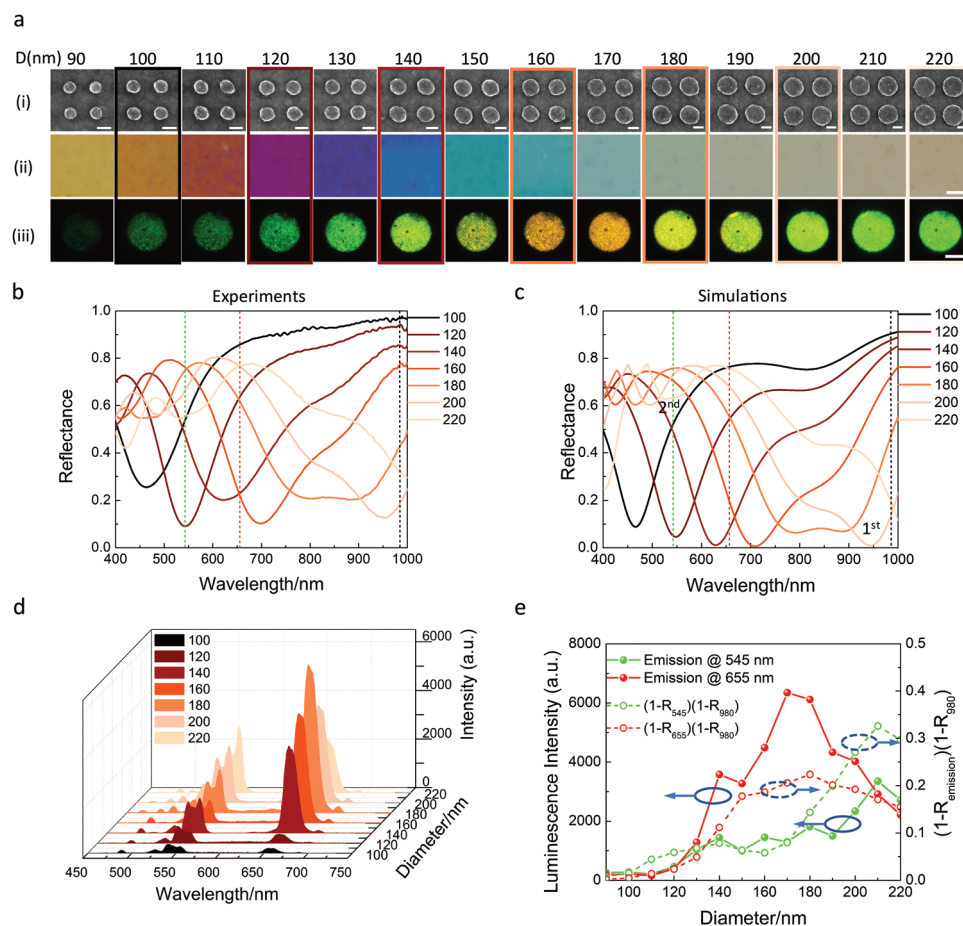 a
D(nm) 90 100 110 120 130 140 150 160 170 180 190 200 210 220
(i)
(ii)
(iii)
b
Experiments
1.0
0.8
0.6
0.4
0.2
0.0
Reflectance
400 500 600 700 800 900 1000
Wavelength/nm
100
120
140
160
180
200
220
c
Simulations
1.0
0.8
0.6
0.4
0.2
0.0
Reflectance
2nd
1st
400 500 600 700 800 900 1000
Wavelength/nm
100
120
140
160
180
200
220
d
100
120
140
160
180
200
220
6000
4000
2000
0
Intensity (a.u.)
220
200
180
160
140
120
100
Diameter/nm
450 500 550 600 650 700 750
Wavelength/nm
e
8000
6000
4000
2000
0
Luminescence Intensity (a.u.)
Emission @ 545 nm
Emission @ 655 nm
(1-R545)(1-R980)
(1-R655)(1-R980)
0.5
0.4
0.3
0.2
0.1
0.0
(1-Remission)(1-R980)
100 120 140 160 180 200 220
Diameter/nm